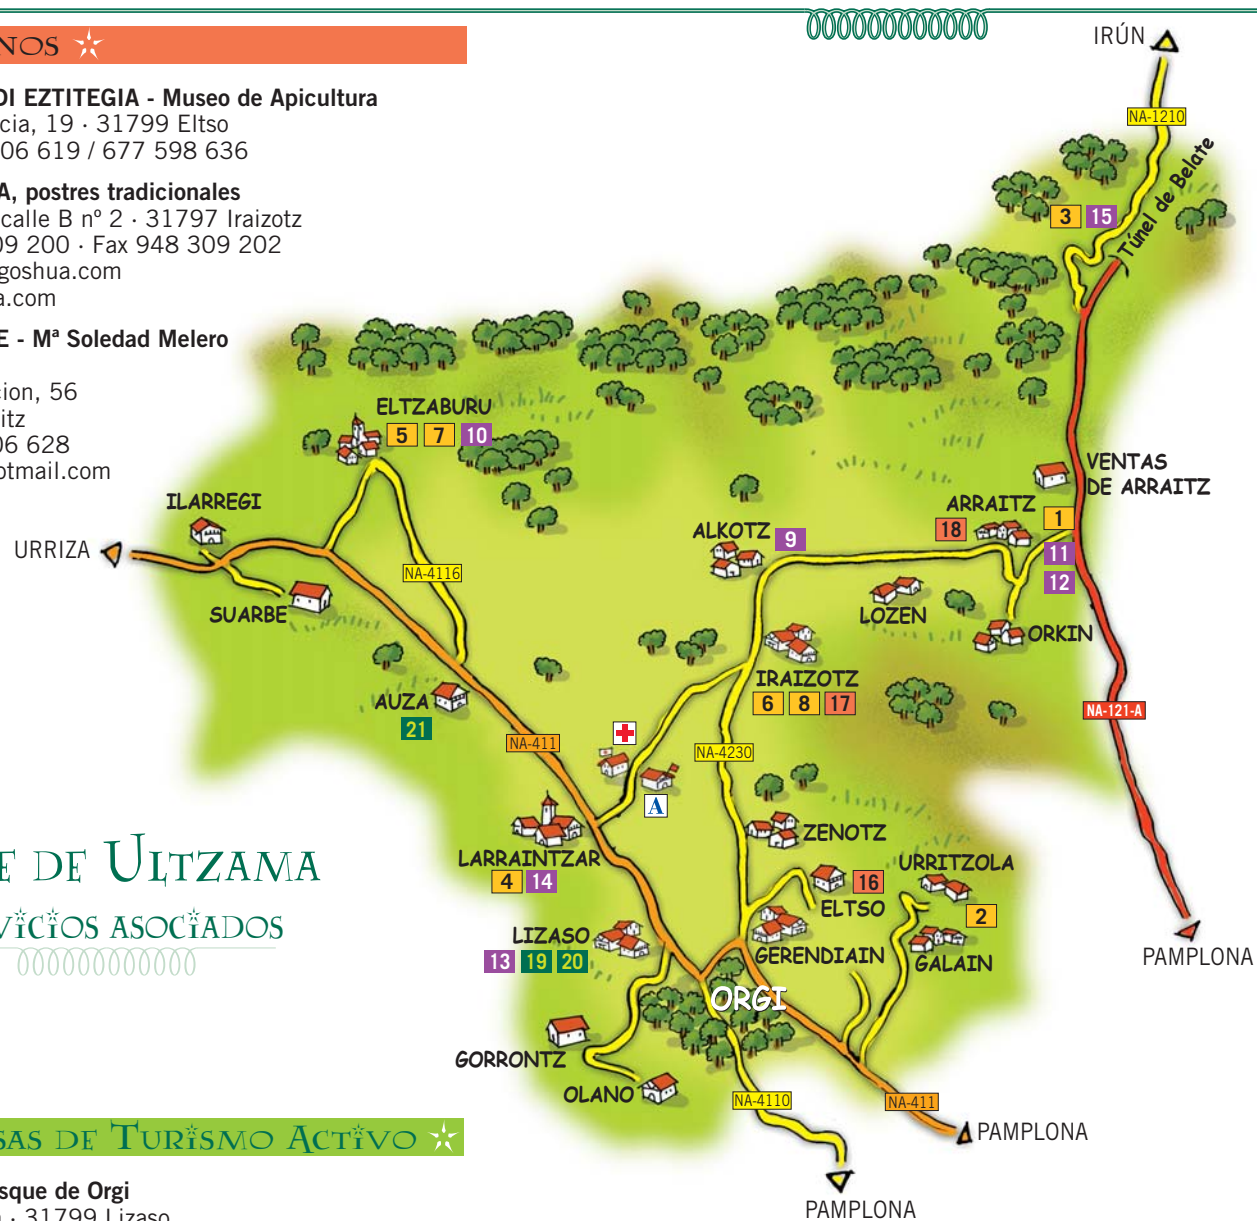 NOS
DI EZTITEGIA - Museo de Apicultura
cia, 19 · 31799 Eltso
06 619 / 677 598 636
A, postres tradicionales
calle B nº 2 · 31797 Iraizotz
09 200 · Fax 948 309 202
goshua.com
a.com
E - Mª Soledad Melero
cion, 56
itz
06 628
otmail.com
IRÚN
NA-1210
Túnel de Belate
3 15
ELTZABURU
5 7 10
ILARREGI
URRIZA
SUARBE
NA-4116
AUZA
21
NA-411
VENTAS
DE ARRAITZ
ARRAITZ
18
1
11
12
ALKOTZ
9
LOZEN
ORKIN
IRAIZOTZ
6 8 17
NA-121-A
NA-4230
A
ZENOTZ
LARRAINTZAR
4 14
URRITZOLA
2
16
ELTSO
LIZASO
13 19 20
GERENDIAIN
GALAIN
PAMPLONA
ORGI
GORRONTZ
OLANO
NA-4110
NA-411
PAMPLONA
PAMPLONA
E DE ULTZAMA
VICIOS ASOCIADOS
SAS DE TURISMO ACTIVO
sque de Orgi
· 31799 Lizaso